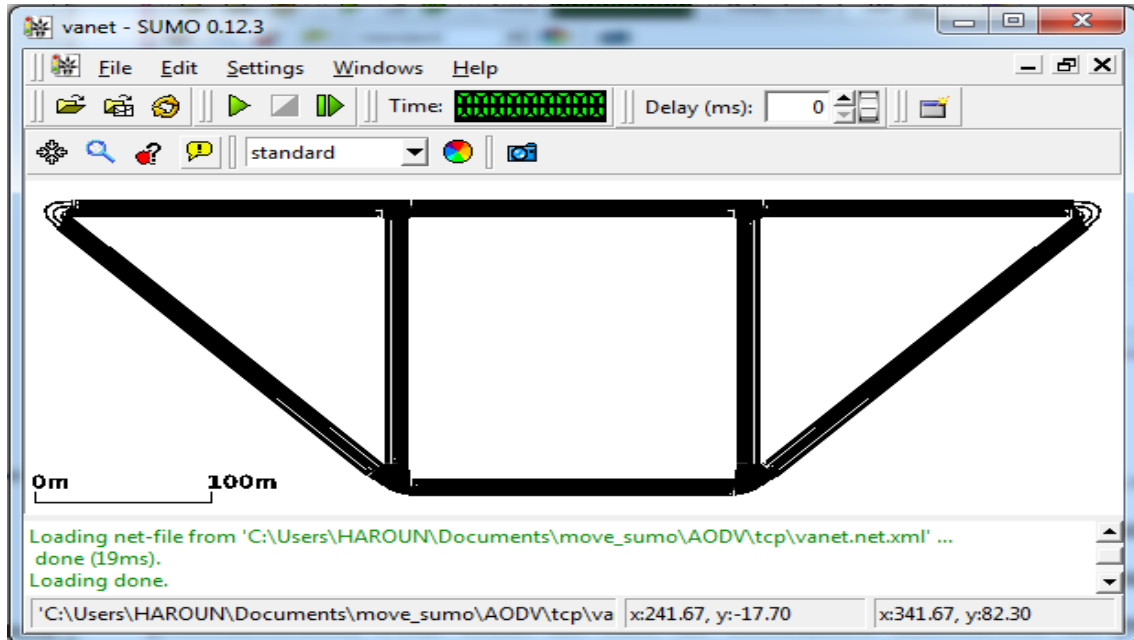 vanet - SUMO 0.12.3
File Edit Settings Windows Help
Time: Delay (ms): 0
standard
0m 100m
Loading net-file from 'C:\Users\HAROUN\Documents\move_sumo\AODV\tcp\vanet.net.xml' ...
done (19ms).
Loading done.
'C:\Users\HAROUN\Documents\move_sumo\AODV\tcp\va x:241.67, y:-17.70 x:341.67, y:82.30